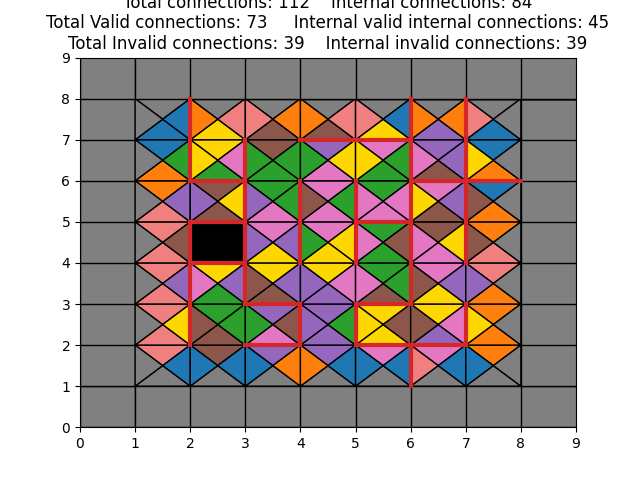 Total connections: 112 Internal connections: 84
Total Valid connections: 73 Internal valid internal connections: 45
Total Invalid connections: 39 Internal invalid connections: 39
9
8
7
6
5
4
3
2
1
0
0 1 2 3 4 5 6 7 8 9